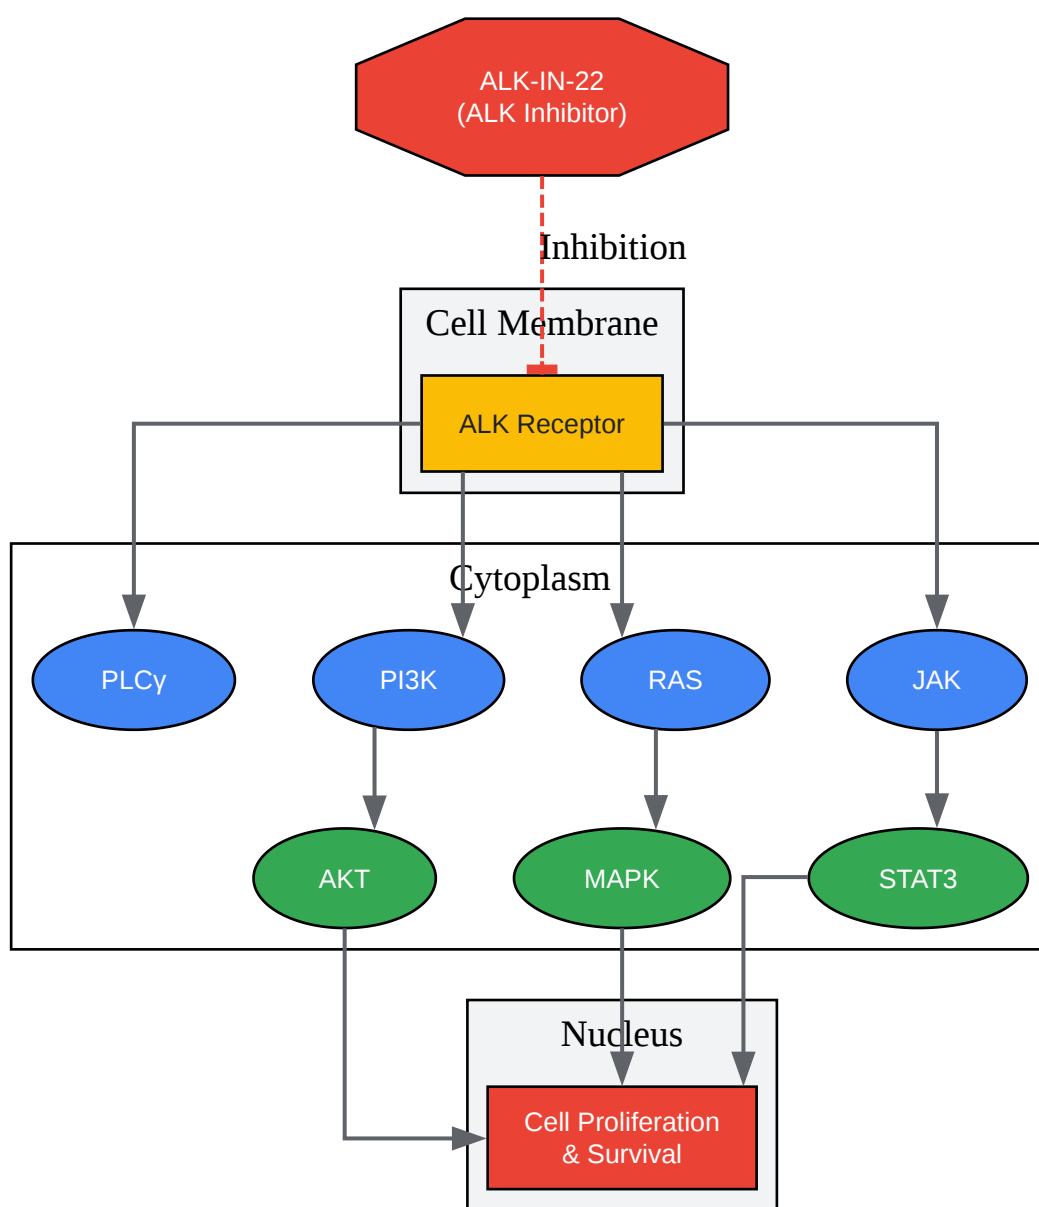 ALK-IN-22
(ALK Inhibitor)
Inhibition
Cell Membrane
ALK Receptor
Cytoplasm
PLCγ
PI3K
RAS
JAK
AKT
MAPK
STAT3
Nucleus
Cell Proliferation
& Survival